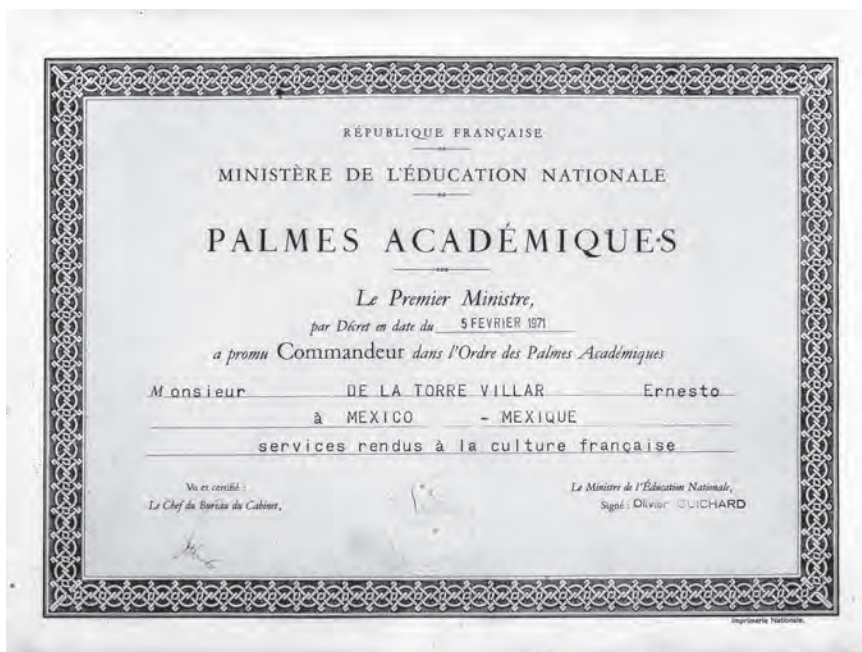 RÉPUBLIQUE FRANÇAISE
MINISTÈRE DE L'ÉDUCATION NATIONALE
PALMES ACADÉMIQUES
Le Premier Ministre,
par Décret en date du 5 FEVRIER 1971
a promu Commandeur dans l'Ordre des Palmes Académiques
Monsieur DE LA TORRE VILLAR Ernesto
à MEXICO - MEXIQUE
services rendus à la culture française
Vu et certifié :
Le Chef du Bureau du Cabinet,
Le Ministre de l'Éducation Nationale,
Signé : Olivier GUICHARD
Imprimerie Nationale.